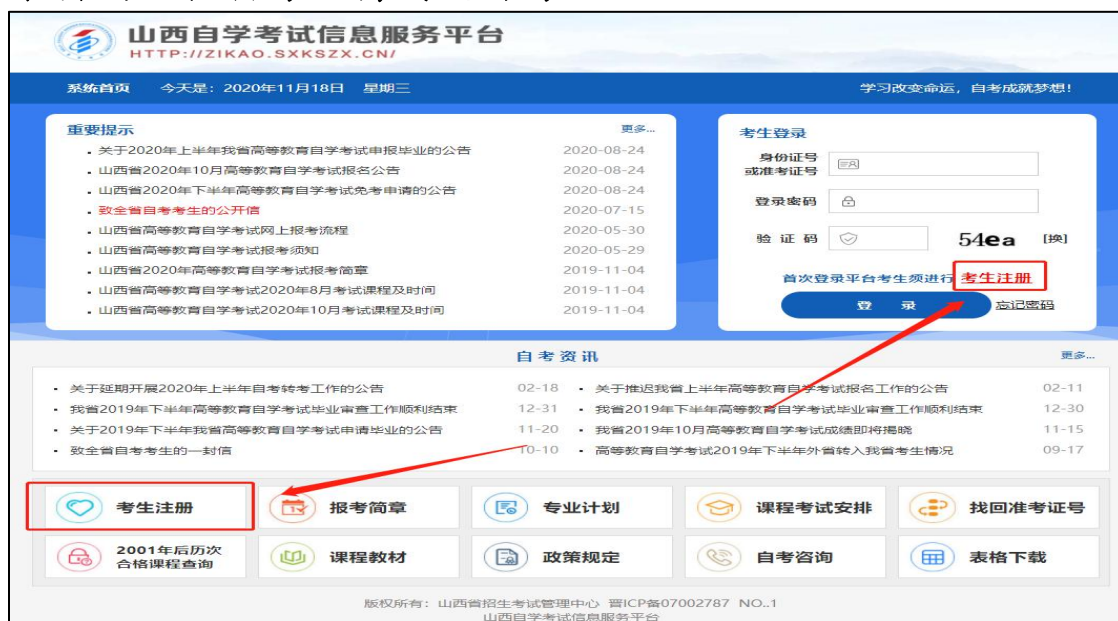 山西自学考试信息服务平台
HTTP://ZIKAO.SXKSZX.CN/
系统首页 今天是：2020年11月18日 星期三 学习改变命运，自考成就梦想！
重要提示 更多...
关于2020年上半年我省高等教育自学考试申报毕业的公告 2020-08-24
山西省2020年10月高等教育自学考试报名公告 2020-08-24
山西省2020年下半年高等教育自学考试免考申请的公告 2020-08-24
致全省自考考生的公开信 2020-07-15
山西省高等教育自学考试网上报考流程 2020-05-30
山西省高等教育自学考试报考须知 2020-05-29
山西省2020年高等教育自学考试报考简章 2019-11-04
山西省高等教育自学考试2020年8月考试课程及时间 2019-11-04
山西省高等教育自学考试2020年10月考试课程及时间 2019-11-04
考生登录
身份证号
或准考证号
登录密码
验 证 码 54ea [换]
首次登录平台考生须进行 考生注册
登 录 忘记密码
自 考 资 讯 更多...
关于延期开展2020年上半年自考转考工作的公告 02-18
关于推迟我省上半年高等教育自学考试报名工作的公告 02-11
我省2019年下半年高等教育自学考试毕业审查工作顺利结束 12-31
我省2019年下半年高等教育自学考试毕业审查工作顺利结束 12-30
关于2019年下半年我省高等教育自学考试申请毕业的公告 11-20
我省2019年10月高等教育自学考试成绩即将揭晓 11-15
致全省自考考生的一封信 10-10
高等教育自学考试2019年下半年外省转入我省考生情况 09-17
考生注册 报考简章 专业计划 课程考试安排 找回准考证号
2001年后历次
合格课程查询
课程教材 政策规定 自考咨询 表格下载
版权所有：山西省招生考试管理中心 晋ICP备07002787 NO..1
山西自学考试信息服务平台